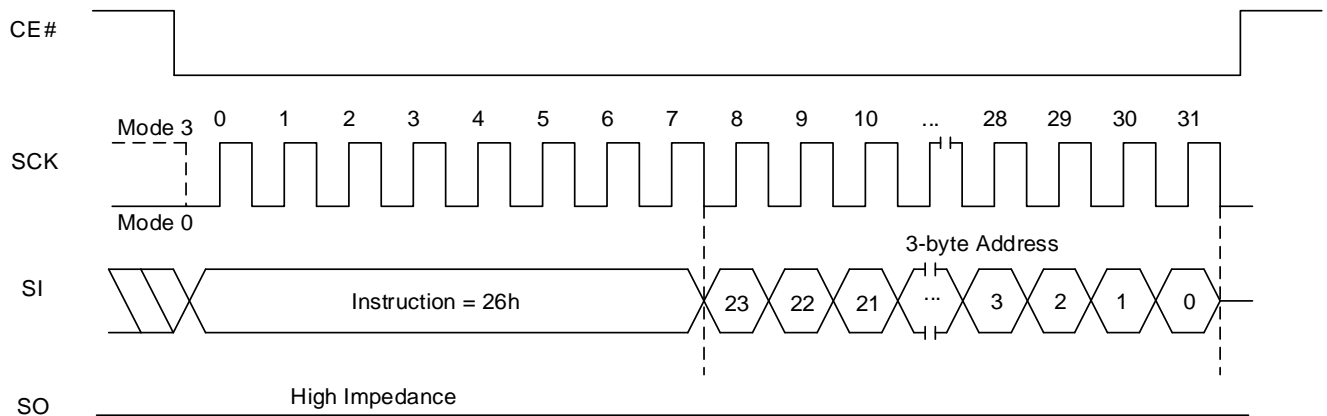 CE#
Mode 3
0 1 2 3 4 5 6 7 8 9 10 ... 28 29 30 31
SCK
Mode 0
3-byte Address
SI
Instruction = 26h
23 22 21 ... 3 2 1 0
High Impedance
SO